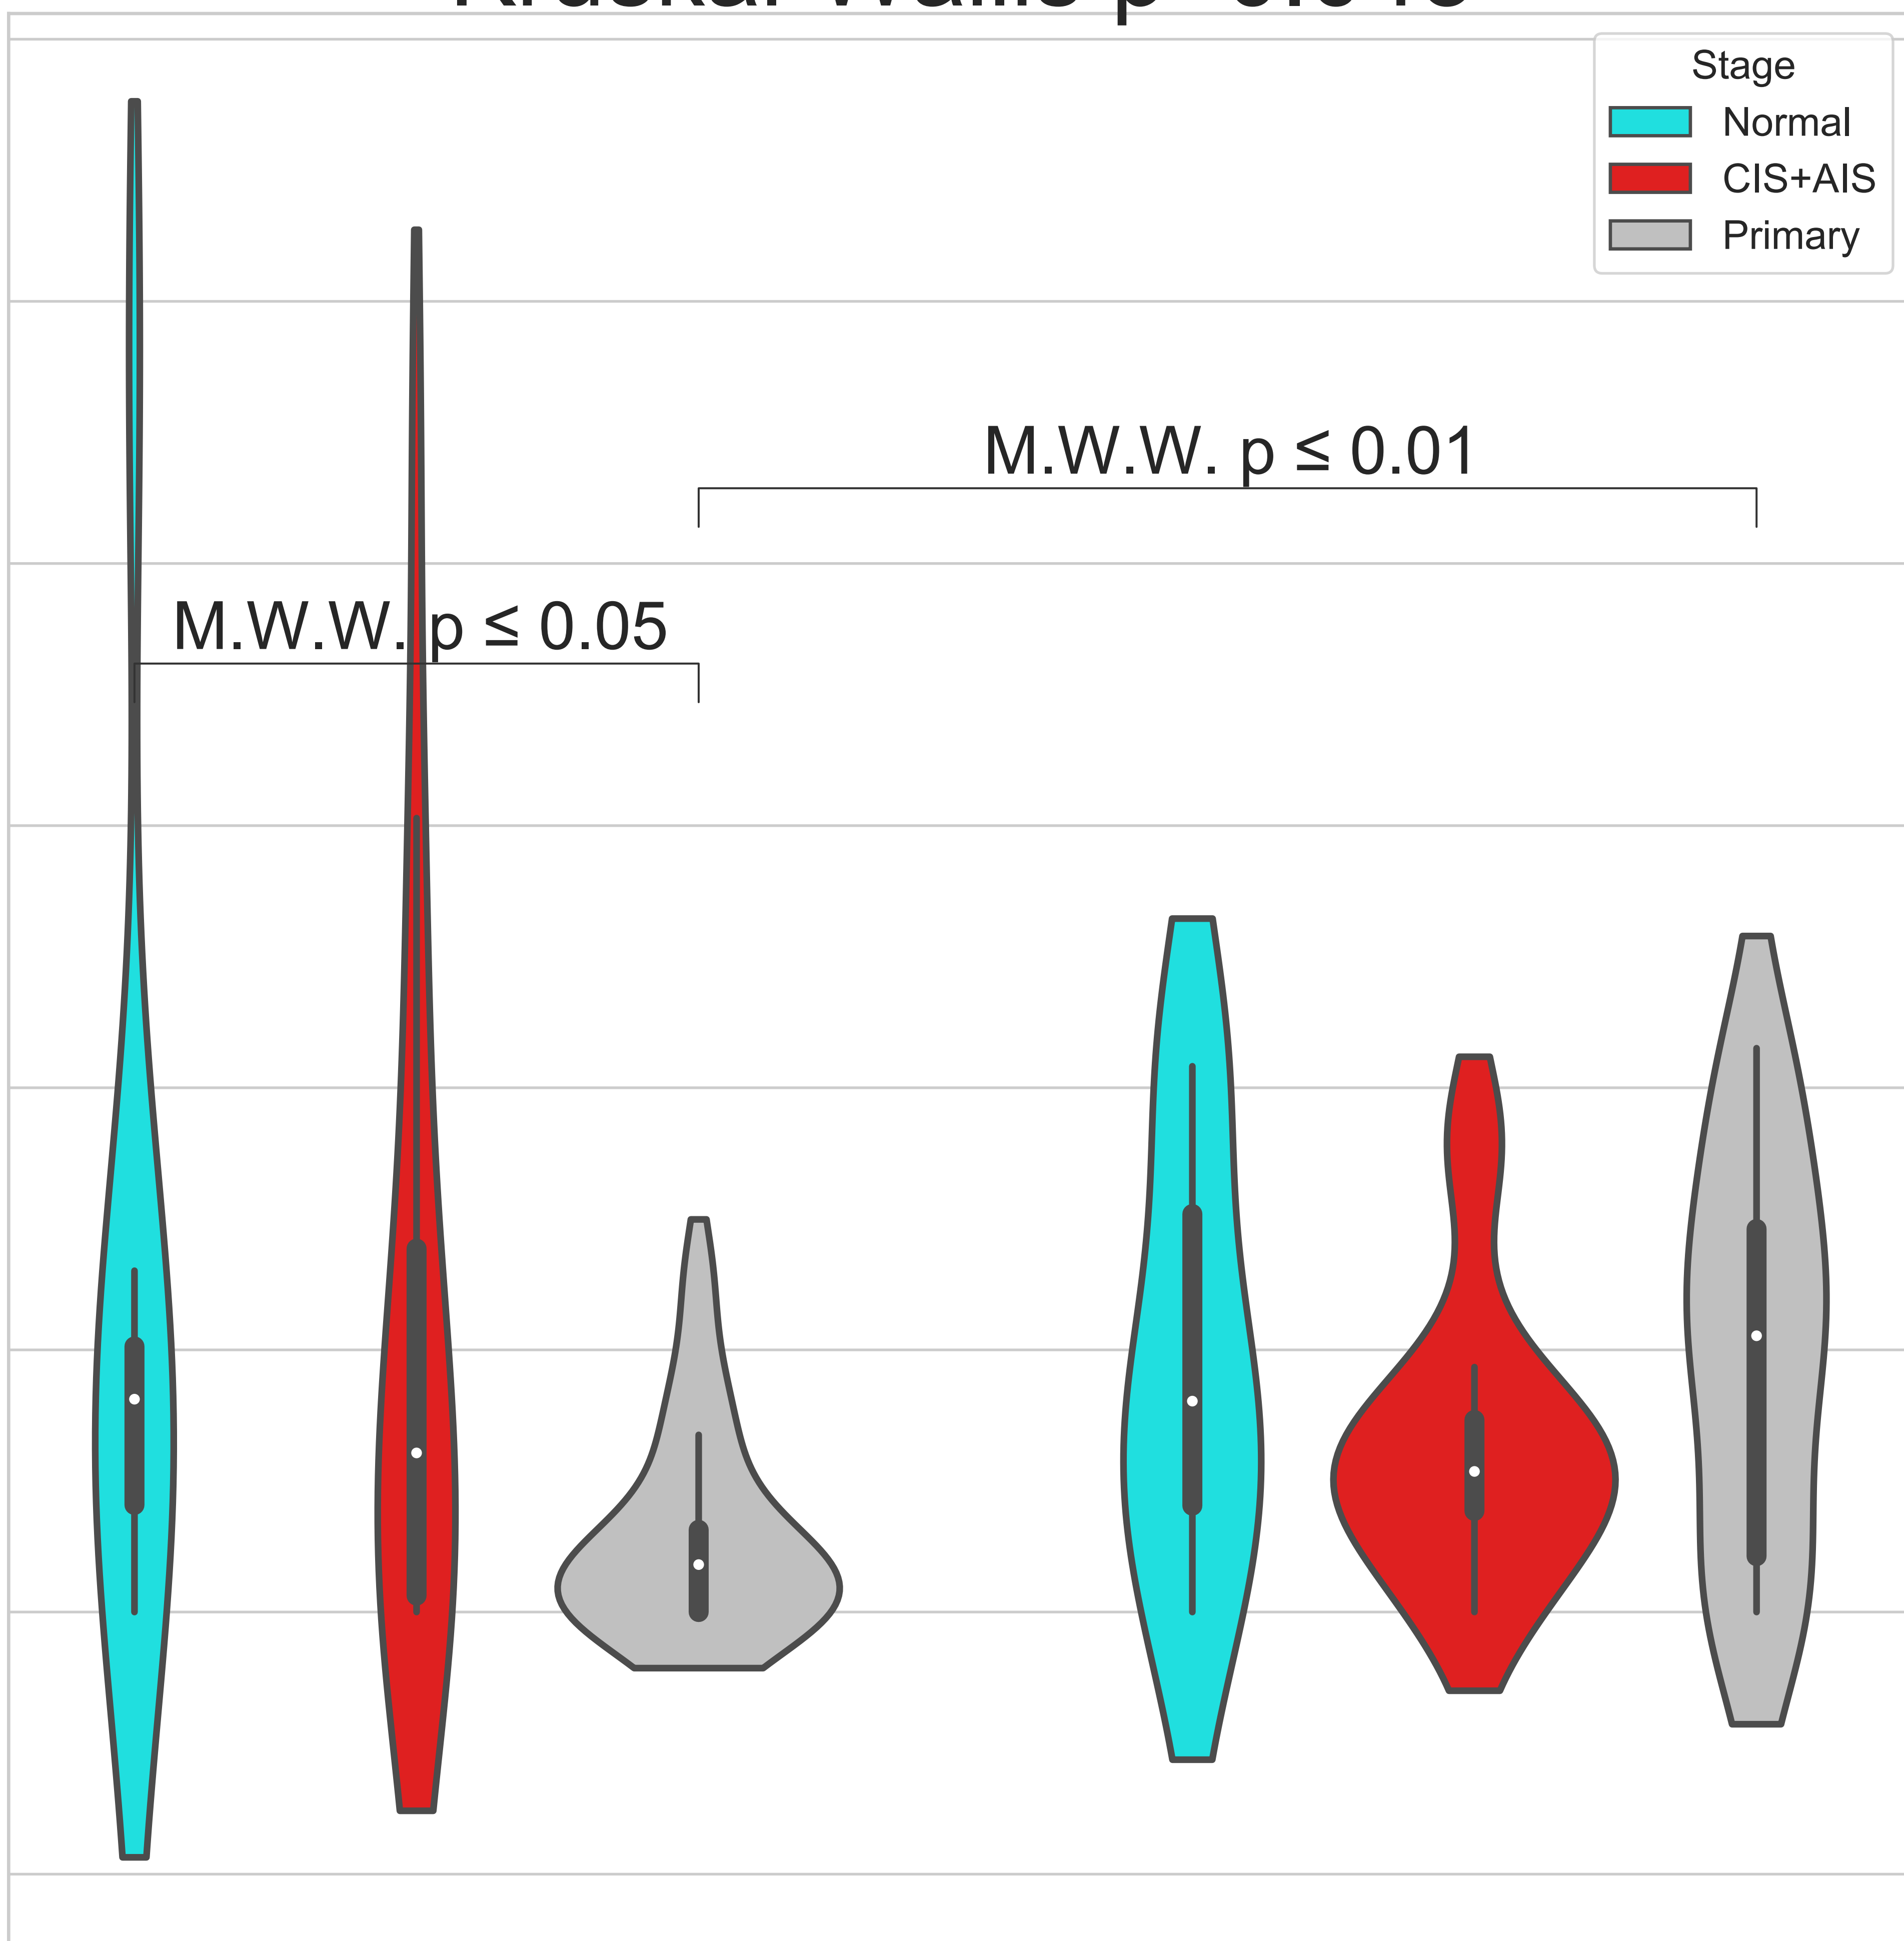 Stage
Normal
CIS+AIS
Primary
M.W.W. p ≤ 0.01
M.W.W. p ≤ 0.05